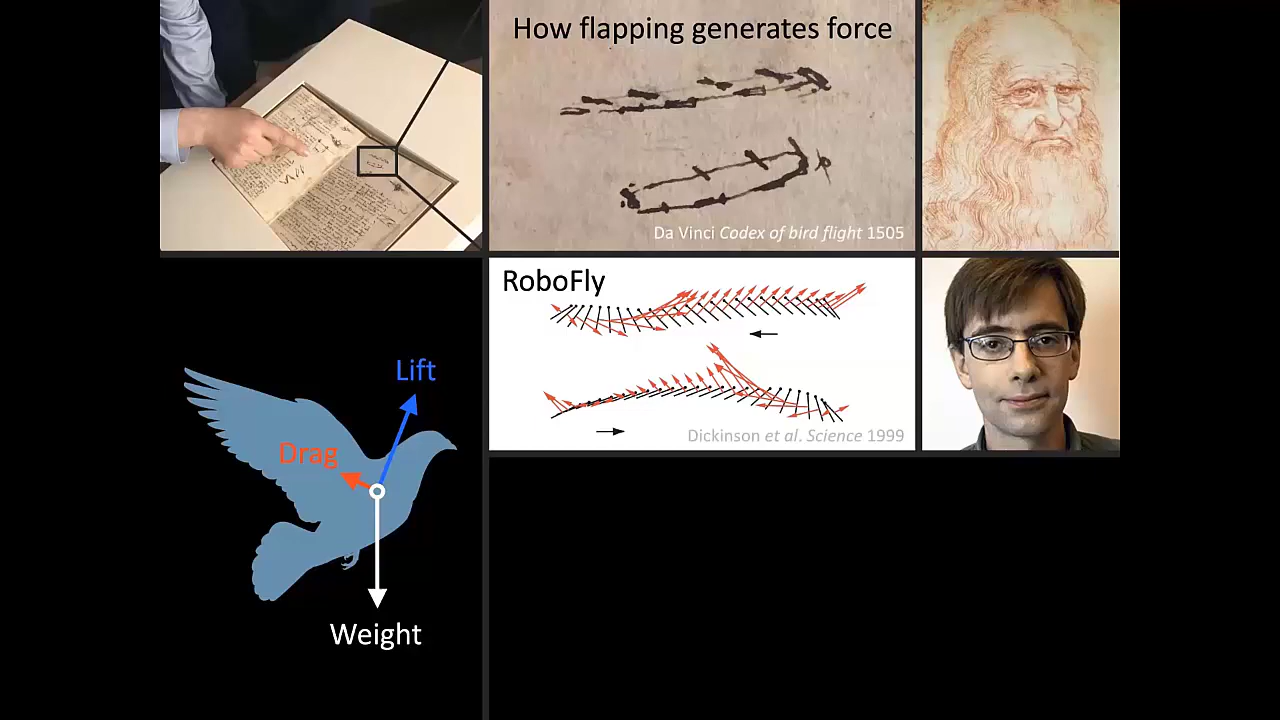 How flapping generates force
Da Vinci Codex of bird flight 1505
RoboFly
Dickinson et al. Science 1999
Lift
Drag
Weight